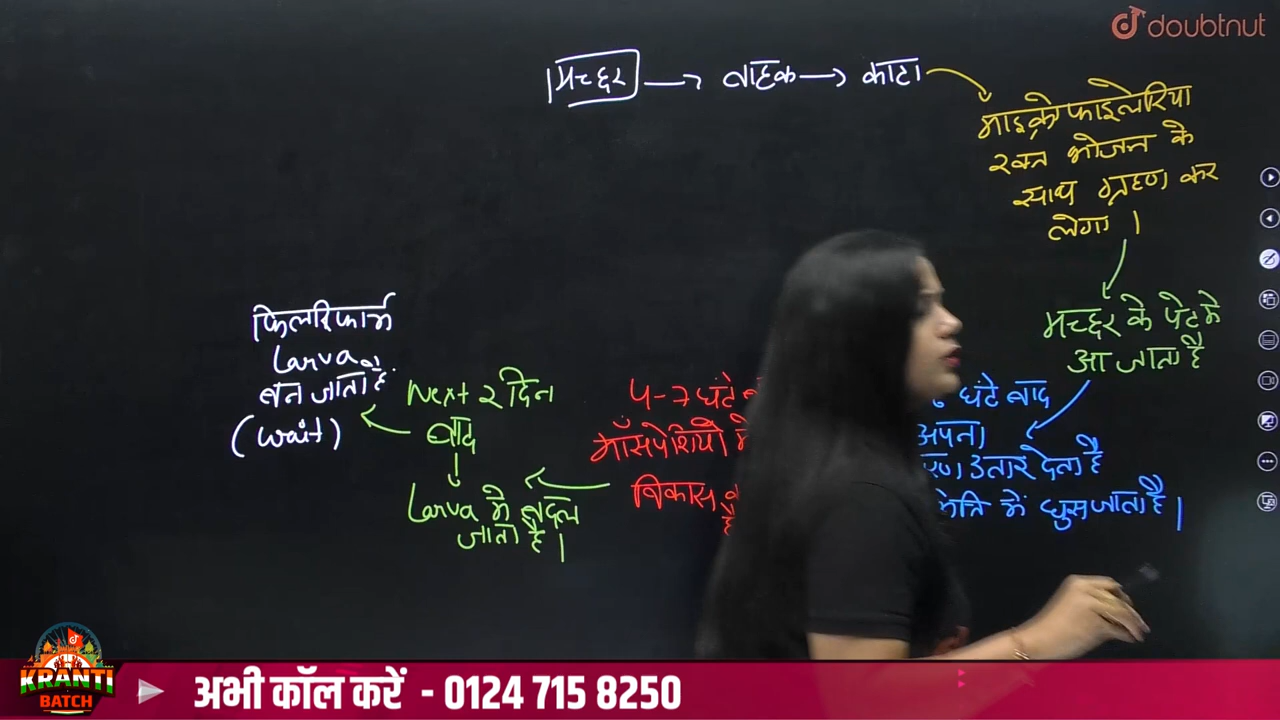 doubtnut
मच्छर → वाहक → काटा
माइक्रोफाइलेरिया
रक्त भोजन के
साथ ग्रहण कर
लेगा ।
मच्छर के पेट मे
आ जाता है
घंटे बाद
अपना
उतार देता है
में घुस जाता है ।
4-7 घंटे
माँसपेशियों मे
विकास
है
Next २ दिन
बाद
Larva मे बदल
जाता है ।
फिलरिफार्म
Larva
बन जाता है.
(wait)
KRANTI
BATCH
अभी कॉल करें - 0124 715 8250